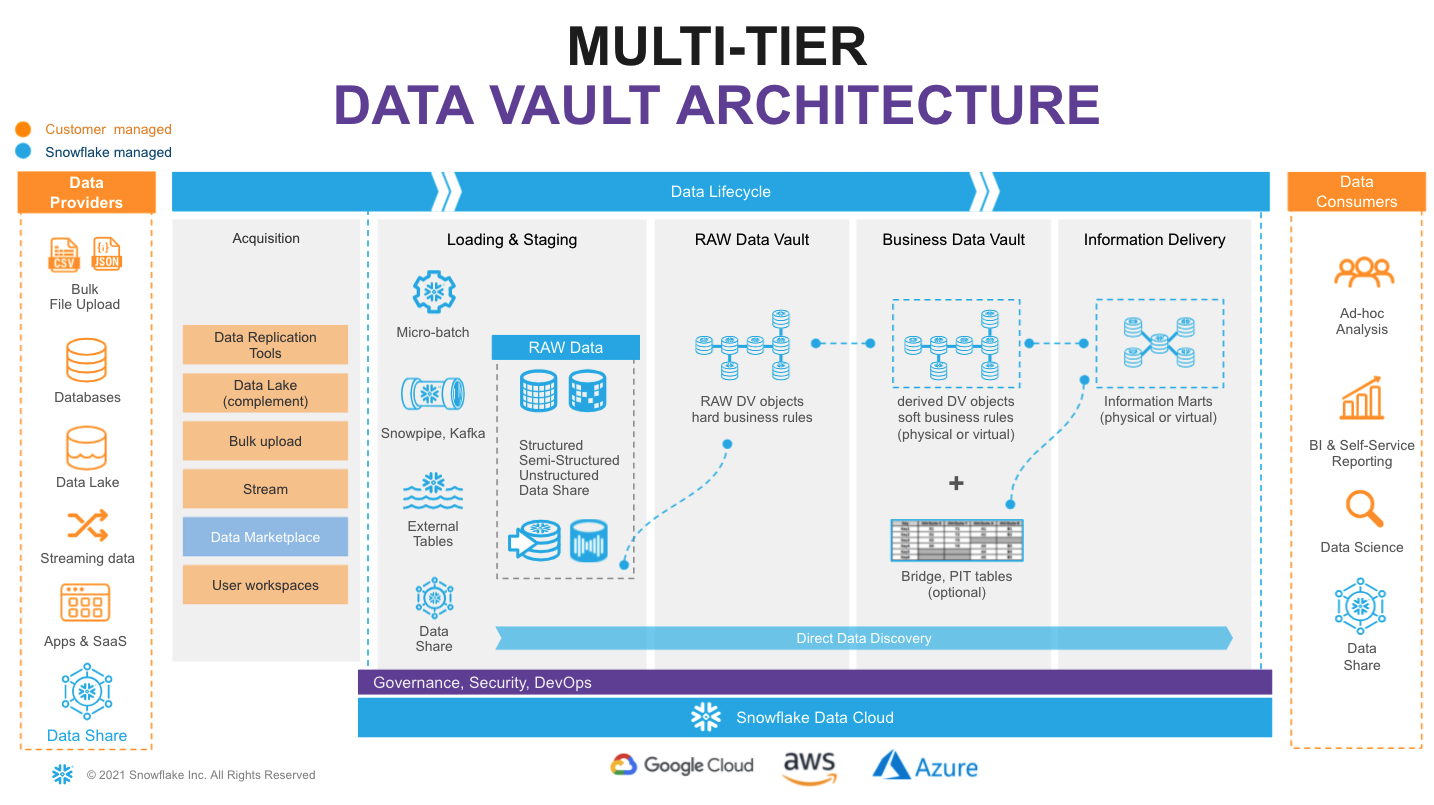 MULTI-TIER
DATA VAULT ARCHITECTURE
Customer managed
Snowflake managed
Data
Providers
CSV
{;}
JSON
Bulk
File Upload
Databases
Data Lake
Streaming data
Apps & SaaS
Data Share
Data Lifecycle
Acquisition
Data Replication
Tools
Data Lake
(complement)
Bulk upload
Stream
Data Marketplace
User workspaces
Loading & Staging
Micro-batch
Snowpipe, Kafka
External
Tables
Data
Share
RAW Data
Structured
Semi-Structured
Unstructured
Data Share
RAW Data Vault
RAW DV objects
hard business rules
Business Data Vault
derived DV objects
soft business rules
(physical or virtual)
+
Bridge, PIT tables
(optional)
Information Delivery
Information Marts
(physical or virtual)
Direct Data Discovery
Governance, Security, DevOps
Snowflake Data Cloud
Data
Consumers
Ad-hoc
Analysis
BI & Self-Service
Reporting
Data Science
Data
Share
© 2021 Snowflake Inc. All Rights Reserved
Google Cloud
aws
Azure